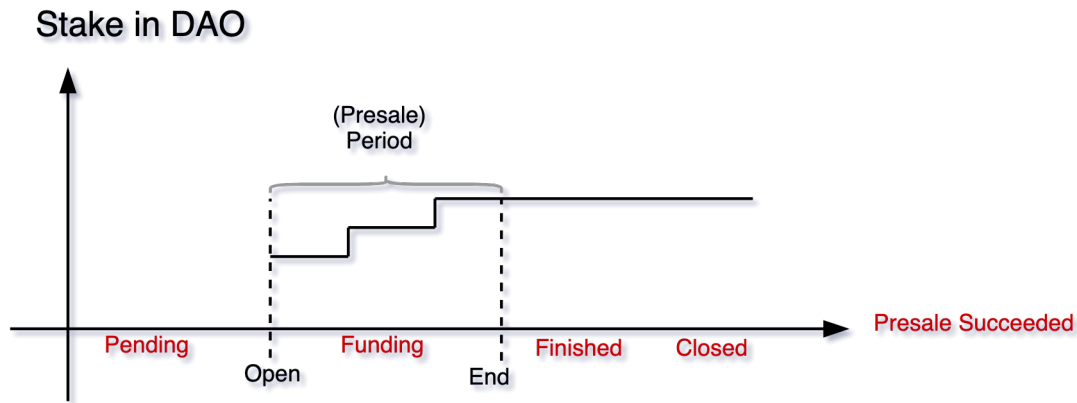 Stake in DAO
(Presale)
Period
Presale Succeeded
Pending
Funding
Finished
Closed
Open
End